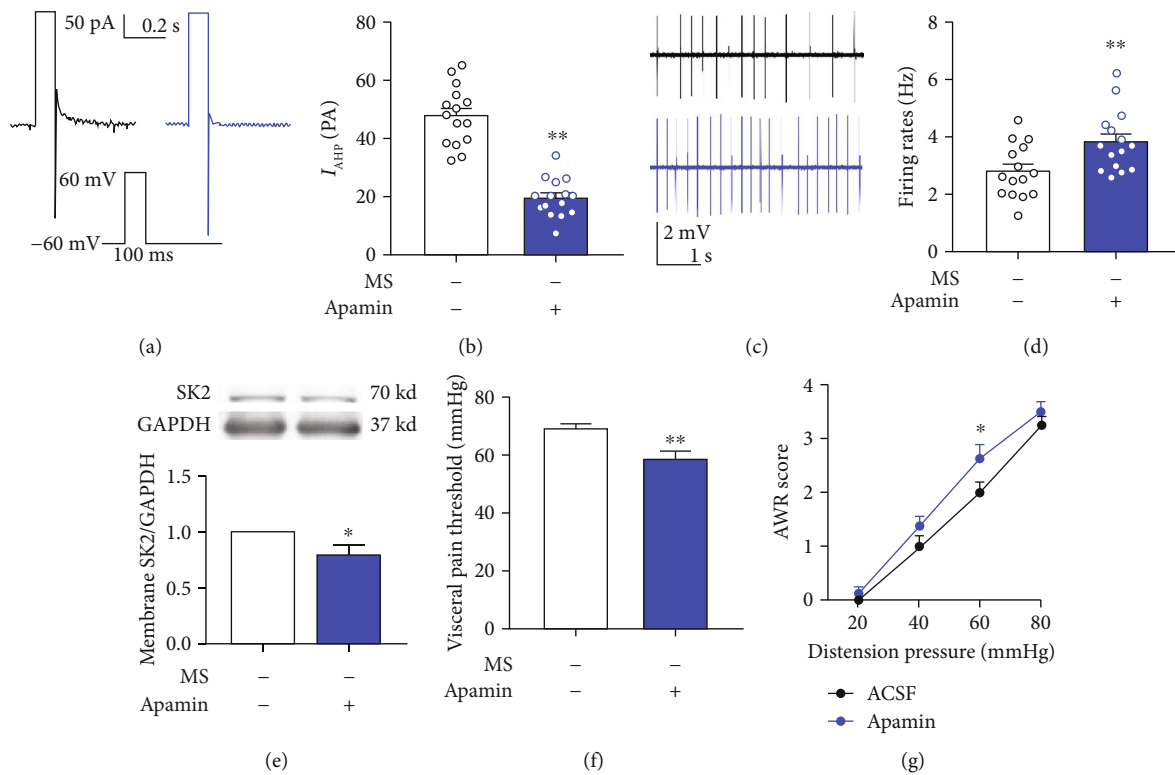 50 pA
0.2 s
60 mV
−60 mV
100 ms
(a)
80
60
40
20
0
I_AHP (PA)
**
MS − −
Apamin − +
(b)
2 mV
1 s
(c)
8
6
4
2
0
Firing rates (Hz)
**
MS − −
Apamin − +
(d)
SK2 70 kd
GAPDH 37 kd
1.5
1.0
0.5
0.0
Membrane SK2/GAPDH
*
MS − −
Apamin − +
(e)
80
60
40
20
0
Visceral pain threshold (mmHg)
**
MS − −
Apamin − +
(f)
4
3
2
1
0
AWR score
*
20 40 60 80
Distension pressure (mmHg)
ACSF
Apamin
(g)